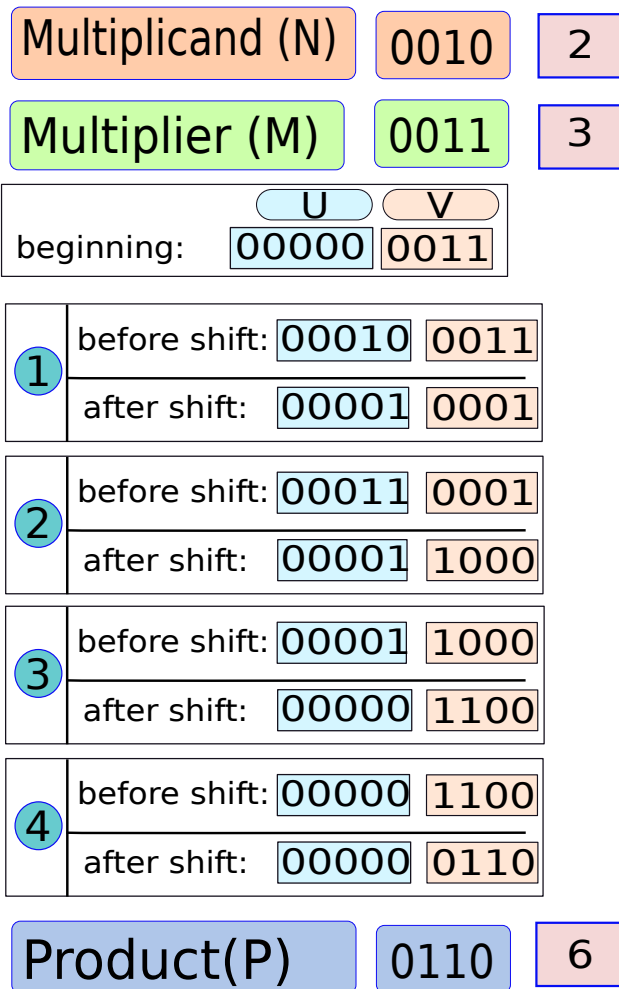 Multiplicand (N) 0010 2
Multiplier (M) 0011 3
U V
beginning: 00000 0011
1
before shift: 00010 0011
after shift: 00001 0001
2
before shift: 00011 0001
after shift: 00001 1000
3
before shift: 00001 1000
after shift: 00000 1100
4
before shift: 00000 1100
after shift: 00000 0110
Product(P) 0110 6